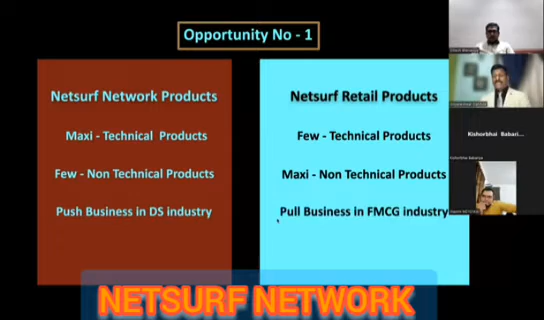 Opportunity No - 1
Netsurf Network Products
Maxi - Technical Products
Few - Non Technical Products
Push Business in DS industry
Netsurf Retail Products
Few - Technical Products
Maxi - Non Technical Products
Pull Business in FMCG industry
Kishorbhai Babari...
NETSURF NETWORK